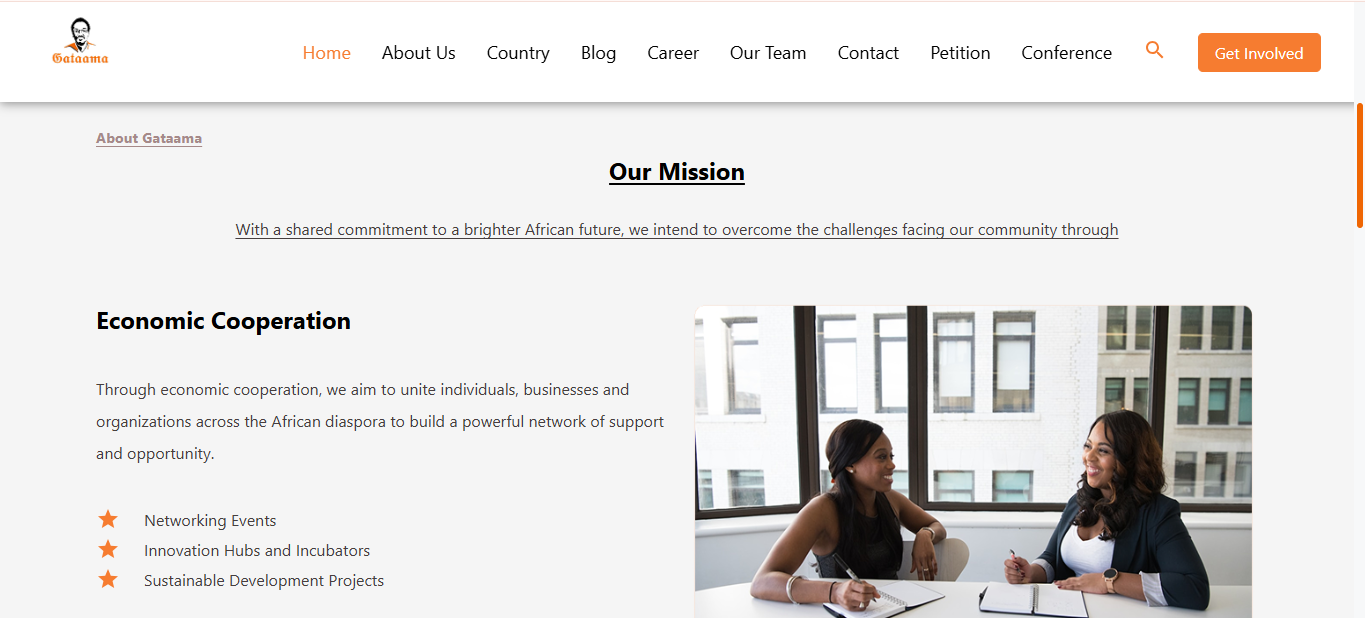 Gataama
Home About Us Country Blog Career Our Team Contact Petition Conference Get Involved
About Gataama
Our Mission
With a shared commitment to a brighter African future, we intend to overcome the challenges facing our community through
Economic Cooperation
Through economic cooperation, we aim to unite individuals, businesses and
organizations across the African diaspora to build a powerful network of support
and opportunity.
Networking Events
Innovation Hubs and Incubators
Sustainable Development Projects